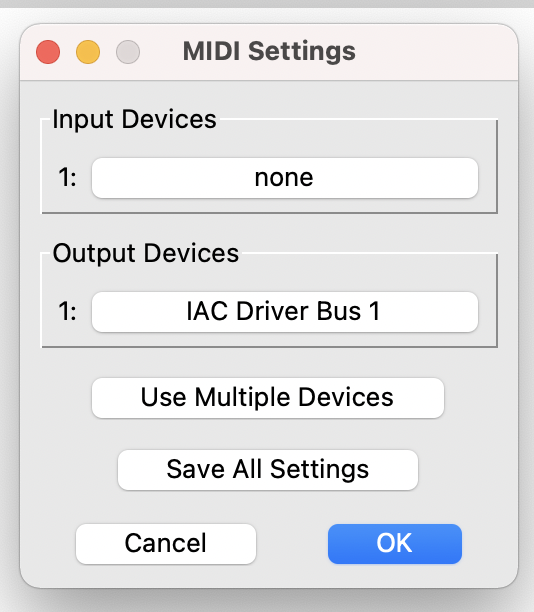 MIDI Settings
Input Devices
1: none
Output Devices
1: IAC Driver Bus 1
Use Multiple Devices
Save All Settings
Cancel OK